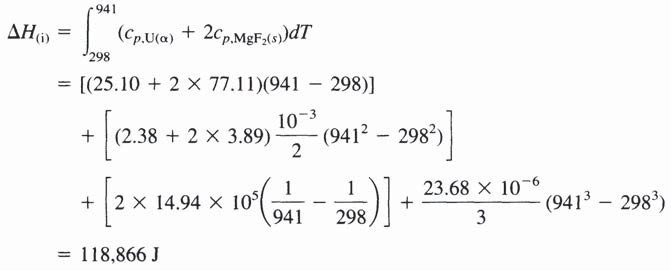 ΔH₍ᵢ₎ = ∫₂₉₈⁹⁴¹ (c_{p,U(α)} + 2c_{p,MgF₂(s)})dT
= [(25.10 + 2 × 77.11)(941 − 298)]
+ [(2.38 + 2 × 3.89) 10⁻³/2 (941² − 298²)]
+ [2 × 14.94 × 10⁵(1/941 − 1/298)] + 23.68 × 10⁻⁶/3 (941³ − 298³)
= 118,866 J